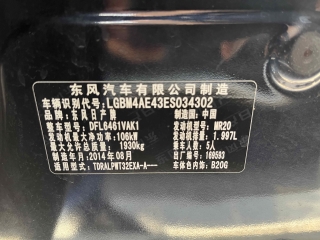 东风汽车有限公司制造
车辆识别代号:LGBM4AE43ES034302
品牌:东风日产牌 制造国:中国
整车型号:DFL6461VAK1 发动机型号:MR20
发动机最大净功率:106kW 发动机排量:1.997L
最大允许总质量:1930kg 乘坐人数:5人
制造年月:2014年08月 出厂编号:169593
适用型号:TDRALPWT32EXA-A--- 车体内饰色:B20G